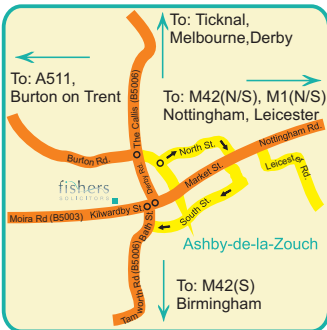 To: Ticknal,
Melbourne,Derby
To: A511,
Burton on Trent
To: M42(N/S), M1(N/S)
Nottingham, Leicester
The Callis (B5006)
Nottingham Rd.
North St.
Burton Rd.
Derby Rd.
Market St.
Leicester Rd.
fishers
SOLICITORS
Kilwardby St.
Moira Rd (B5003)
South St.
Bath St.
Ashby-de-la-Zouch
Tamworth Rd (B5006)
To: M42(S)
Birmingham